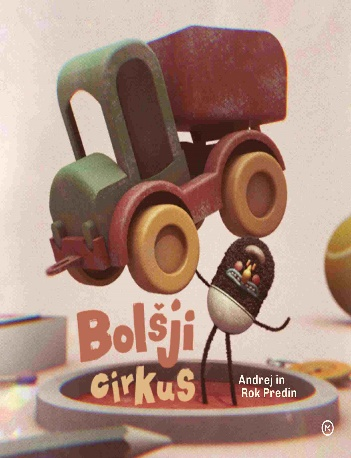 Bolšji
cirkus
Andrej in
Rok Predin